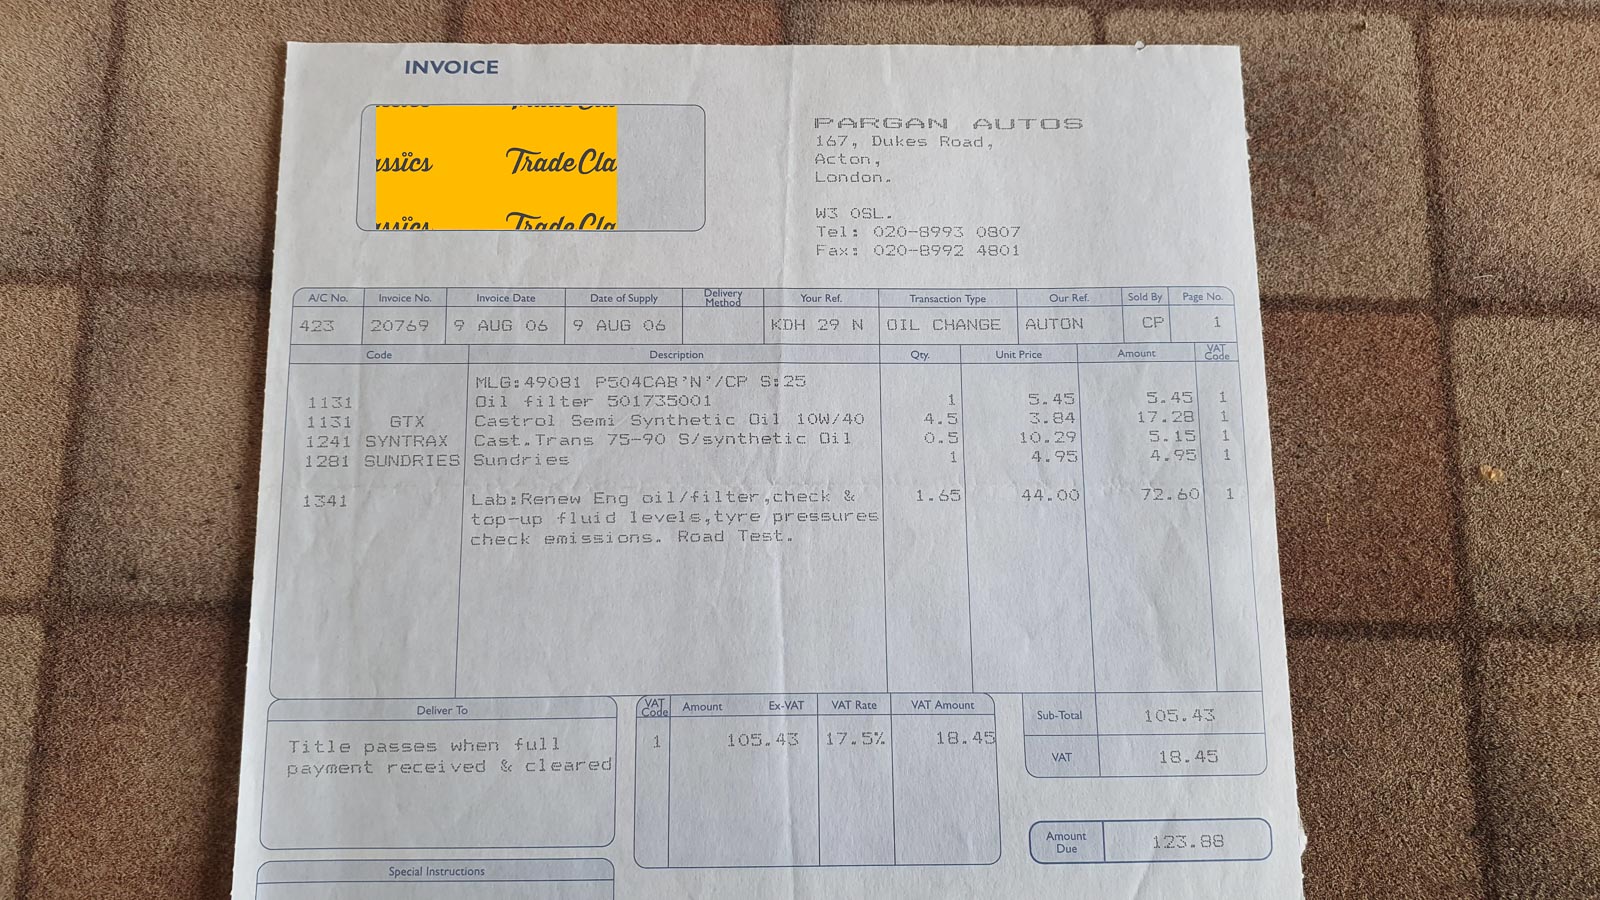 INVOICE
Trade Cla
PARGAN AUTOS
167, Dukes Road,
Acton,
London.
W3 0SL.
Tel: 020-8993 0807
Fax: 020-8992 4801
A/C No. Invoice No. Invoice Date Date of Supply Delivery Method Your Ref. Transaction Type Our Ref. Sold By Page No.
423 20769 9 AUG 06 9 AUG 06 KDH 29 N OIL CHANGE AUTON CP 1
Code Description Qty. Unit Price Amount VAT Code
MLG:49081 P504CAB'N'/CP S:25
1131 Oil filter 501735001 1 5.45 5.45 1
1131 GTX Castrol Semi Synthetic Oil 10W/40 4.5 3.84 17.28 1
1241 SYNTRAX Cast.Trans 75-90 S/synthetic Oil 0.5 10.29 5.15 1
1281 SUNDRIES Sundries 1 4.95 4.95 1
1341 Lab:Renew Eng oil/filter,check & 1.65 44.00 72.60 1
top-up fluid levels,tyre pressures
check emissions. Road Test.
Deliver To
Title passes when full
payment received & cleared
VAT Code Amount Ex-VAT VAT Rate VAT Amount
1 105.43 17.5% 18.45
Sub-Total 105.43
VAT 18.45
Amount Due 123.88
Special Instructions